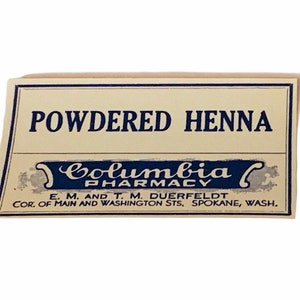 POWDERED HENNA
Columbia
PHARMACY
E. M. AND T. M. DUERFELDT
COR. OF MAIN AND WASHINGTON STS. SPOKANE, WASH.